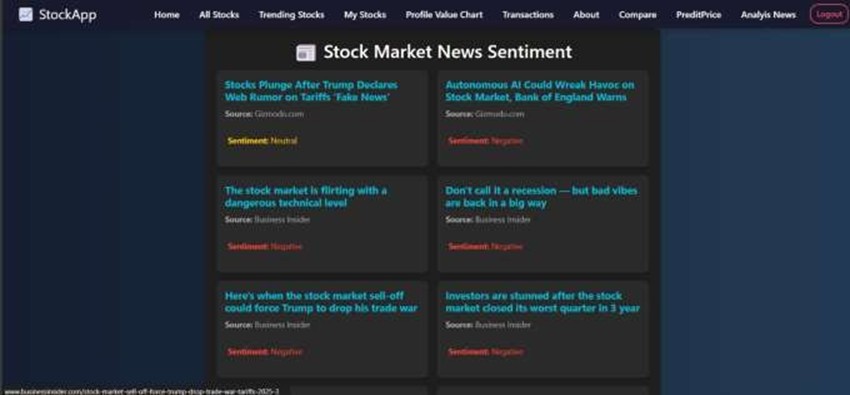 StockApp Home All Stocks Trending Stocks My Stocks Profile Value Chart Transactions About Compare PreditPrice Analyis News Logout
Stock Market News Sentiment
Stocks Plunge After Trump Declares
Web Rumor on Tariffs 'Fake News'
Source: Gizmodo.com
Sentiment: Neutral
Autonomous AI Could Wreak Havoc on
Stock Market, Bank of England Warns
Source: Gizmodo.com
Sentiment: Negative
The stock market is flirting with a
dangerous technical level
Source: Business Insider
Sentiment: Negative
Don't call it a recession — but bad vibes
are back in a big way
Source: Business Insider
Sentiment: Negative
Here's when the stock market sell-off
could force Trump to drop his trade war
Source: Business Insider
Sentiment: Negative
Investors are stunned after the stock
market closed its worst quarter in 3 year
Source: Business Insider
Sentiment: Negative
www.businessinsider.com/stock-market-sell-off-force-trump-drop-trade-war-tariffs-2025-3